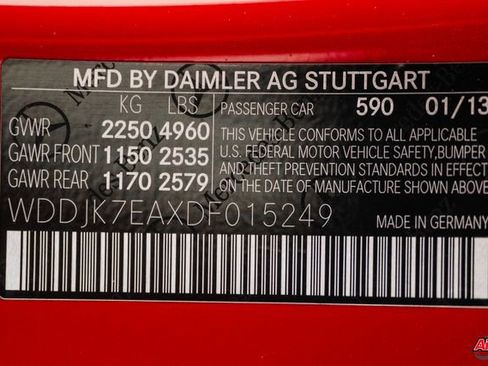 MFD BY DAIMLER AG STUTTGART
KG LBS PASSENGER CAR 590 01/13
GVWR 2250 4960 THIS VEHICLE CONFORMS TO ALL
GAWR FRONT 1150 2535 U.S. FEDERAL MOTOR VEHICLE SAFETY, BUMPER
GAWR REAR 1170 2579 AND THEFT PREVENTION STANDARDS IN EFFECT
ON THE DATE OF MANUFACTURE SHOWN ABOVE.
WDDJK7EAXDF015249 MADE IN GERMANY